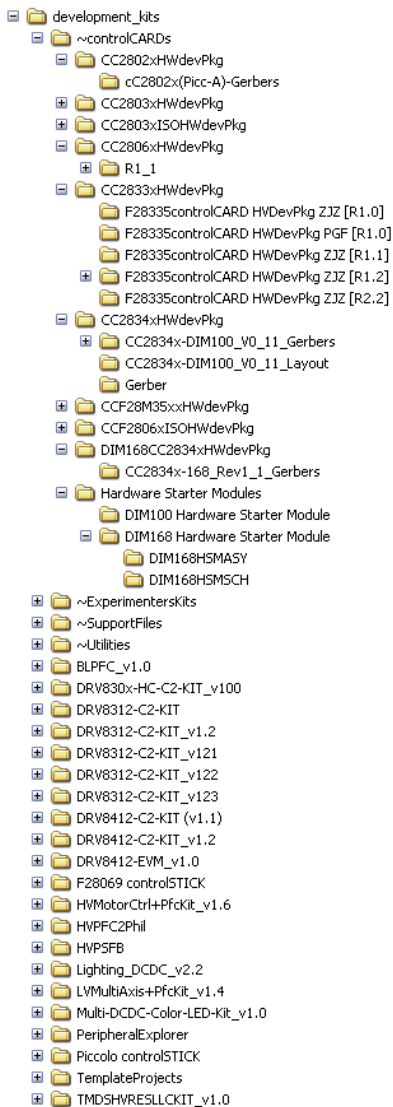 development_kits
~controlCARDs
CC2802xHWdevPkg
cC2802x(Picc-A)-Gerbers
CC2803xHWdevPkg
CC2803xISOHWdevPkg
CC2806xHWdevPkg
R1_1
CC2833xHWdevPkg
F28335controlCARD HVDevPkg ZJZ [R1.0]
F28335controlCARD HWDevPkg PGF [R1.0]
F28335controlCARD HWDevPkg ZJZ [R1.1]
F28335controlCARD HWDevPkg ZJZ [R1.2]
F28335controlCARD HWDevPkg ZJZ [R2.2]
CC2834xHWdevPkg
CC2834x-DIM100_V0_11_Gerbers
CC2834x-DIM100_V0_11_Layout
Gerber
CCF28M35xxHWdevPkg
CCF2806xISOHWdevPkg
DIM168CC2834xHWdevPkg
CC2834x-168_Rev1_1_Gerbers
Hardware Starter Modules
DIM100 Hardware Starter Module
DIM168 Hardware Starter Module
DIM168HSMASY
DIM168HSMSCH
~ExperimentersKits
~SupportFiles
~Utilities
BLPFC_v1.0
DRV830x-HC-C2-KIT_v100
DRV8312-C2-KIT
DRV8312-C2-KIT_v1.2
DRV8312-C2-KIT_v121
DRV8312-C2-KIT_v122
DRV8312-C2-KIT_v123
DRV8412-C2-KIT (v1.1)
DRV8412-C2-KIT_v1.2
DRV8412-EVM_v1.0
F28069 controlSTICK
HVMotorCtrl+PfcKit_v1.6
HVPFC2Phil
HVPSFB
Lighting_DCDC_v2.2
LVMultiAxis+PfcKit_v1.4
Multi-DCDC-Color-LED-Kit_v1.0
PeripheralExplorer
Piccolo controlSTICK
TemplateProjects
TMDSHVRESLLCKIT_v1.0